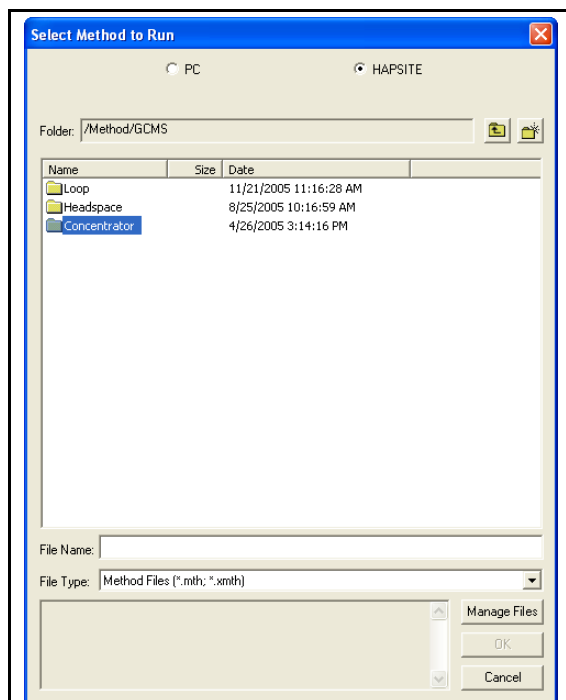 Select Method to Run
PC HAPSITE
Folder: /Method/GCMS
Name Size Date
Loop 11/21/2005 11:16:28 AM
Headspace 8/25/2005 10:16:59 AM
Concentrator 4/26/2005 3:14:16 PM
File Name:
File Type: Method Files (*.mth; *.xmth)
Manage Files
OK
Cancel